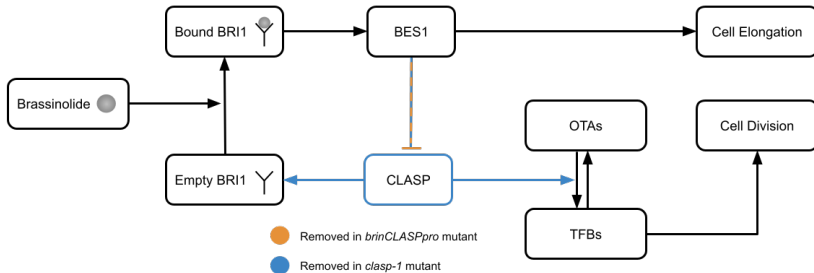 Bound BRI1
BES1
Cell Elongation
Brassinolide
OTAs
Cell Division
Empty BRI1
CLASP
TFBs
Removed in brinCLASPpro mutant
Removed in clasp-1 mutant